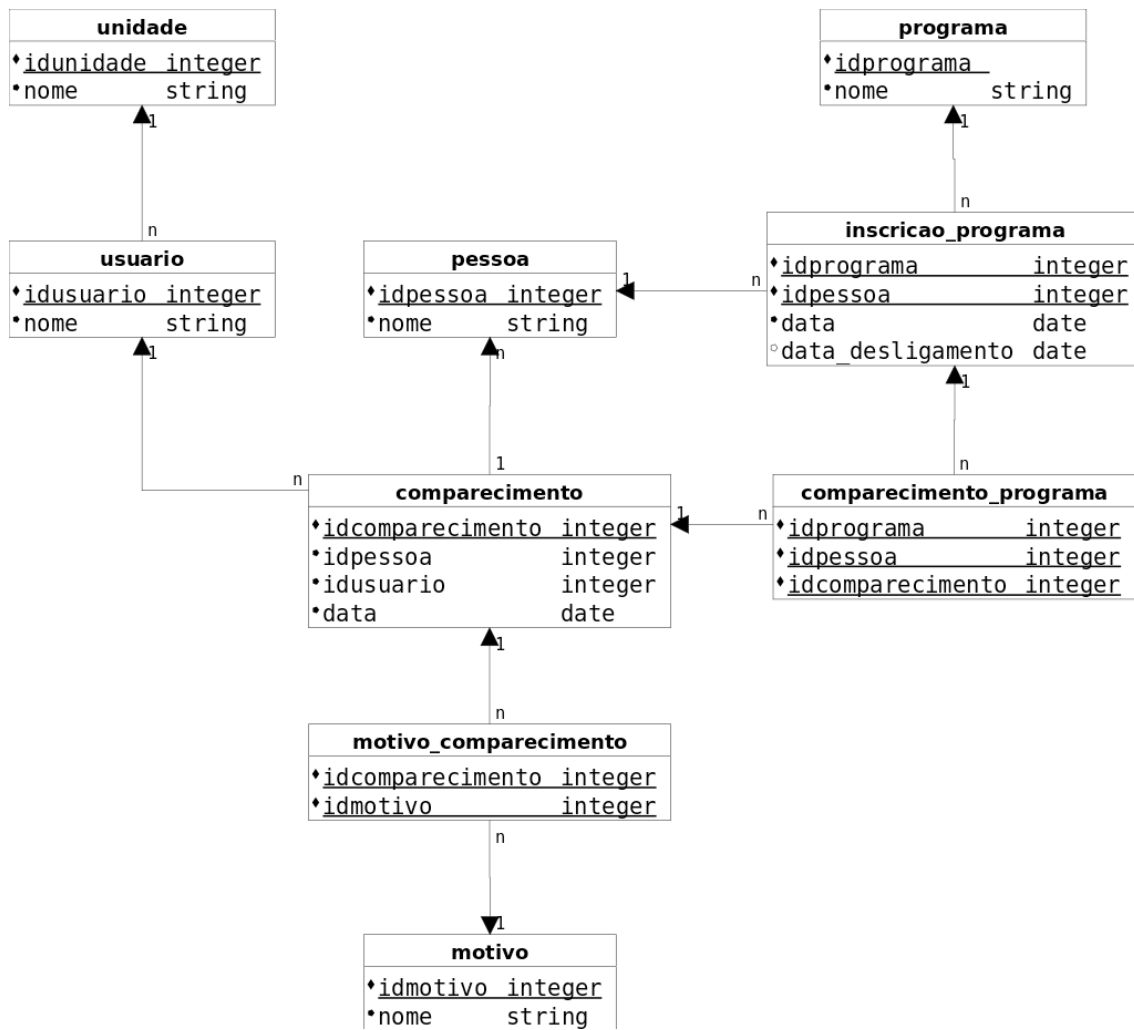 unidade
idunidade integer
nome string
1
n
programa
idprograma
nome string
1
n
usuario
idusuario integer
nome string
1
n
pessoa
idpessoa integer
nome string
1
n
n
1
inscricao_programa
idprograma integer
idpessoa integer
data date
data_desligamento date
1
n
comparecimento
idcomparecimento integer
idpessoa integer
idusuario integer
data date
1
n
1
n
comparecimento_programa
idprograma integer
idpessoa integer
idcomparecimento integer
motivo_comparecimento
idcomparecimento integer
idmotivo integer
n
1
motivo
idmotivo integer
nome string